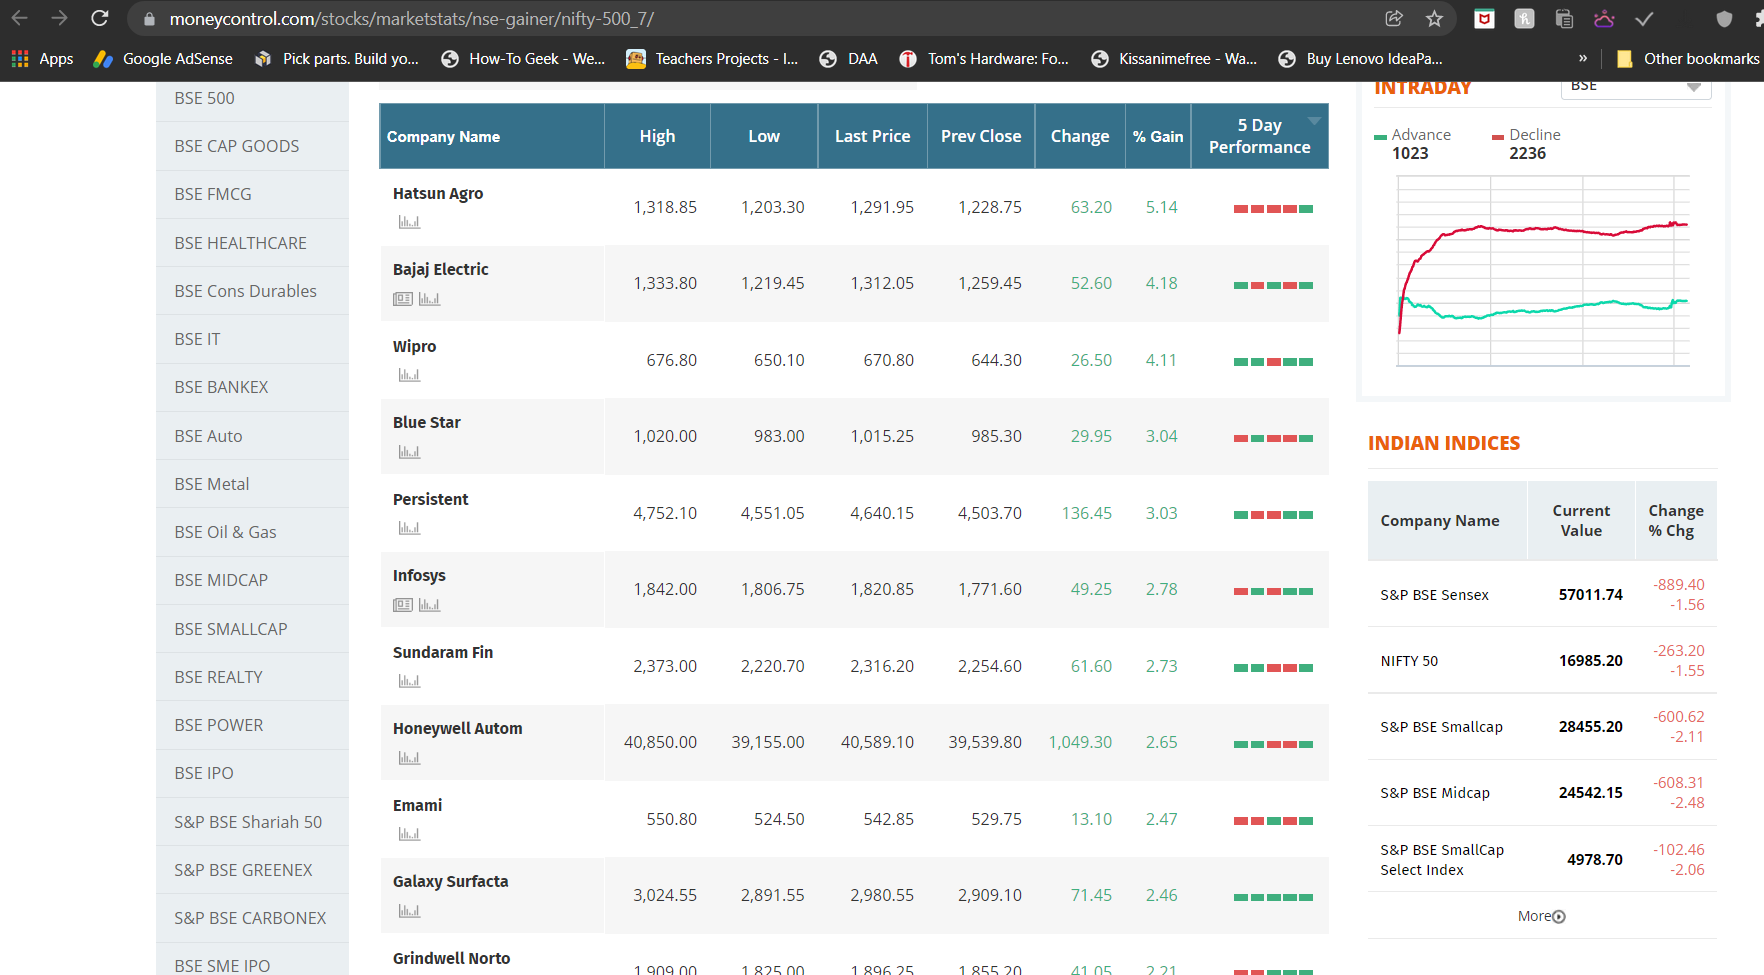 moneycontrol.com/stocks/marketstats/nse-gainer/nifty-500_7/
Apps Google AdSense Pick parts. Build yo... How-To Geek - We... Teachers Projects - I... DAA Tom's Hardware: Fo... Kissanimefree - Wa... Buy Lenovo IdeaPa... » Other bookmarks
BSE 500
BSE CAP GOODS
BSE FMCG
BSE HEALTHCARE
BSE Cons Durables
BSE IT
BSE BANKEX
BSE Auto
BSE Metal
BSE Oil & Gas
BSE MIDCAP
BSE SMALLCAP
BSE REALTY
BSE POWER
BSE IPO
S&P BSE Shariah 50
S&P BSE GREENEX
S&P BSE CARBONEX
BSE SME IPO
Company Name High Low Last Price Prev Close Change % Gain 5 Day Performance
Hatsun Agro 1,318.85 1,203.30 1,291.95 1,228.75 63.20 5.14
Bajaj Electric 1,333.80 1,219.45 1,312.05 1,259.45 52.60 4.18
Wipro 676.80 650.10 670.80 644.30 26.50 4.11
Blue Star 1,020.00 983.00 1,015.25 985.30 29.95 3.04
Persistent 4,752.10 4,551.05 4,640.15 4,503.70 136.45 3.03
Infosys 1,842.00 1,806.75 1,820.85 1,771.60 49.25 2.78
Sundaram Fin 2,373.00 2,220.70 2,316.20 2,254.60 61.60 2.73
Honeywell Autom 40,850.00 39,155.00 40,589.10 39,539.80 1,049.30 2.65
Emami 550.80 524.50 542.85 529.75 13.10 2.47
Galaxy Surfacta 3,024.55 2,891.55 2,980.55 2,909.10 71.45 2.46
Grindwell Norto 1,909.00 1,825.00 1,896.25 1,855.20 41.05 2.21
INTRADAY BSE
Advance Decline
1023 2236
INDIAN INDICES
Company Name Current Value Change % Chg
S&P BSE Sensex 57011.74 -889.40 -1.56
NIFTY 50 16985.20 -263.20 -1.55
S&P BSE Smallcap 28455.20 -600.62 -2.11
S&P BSE Midcap 24542.15 -608.31 -2.48
S&P BSE SmallCap Select Index 4978.70 -102.46 -2.06
More